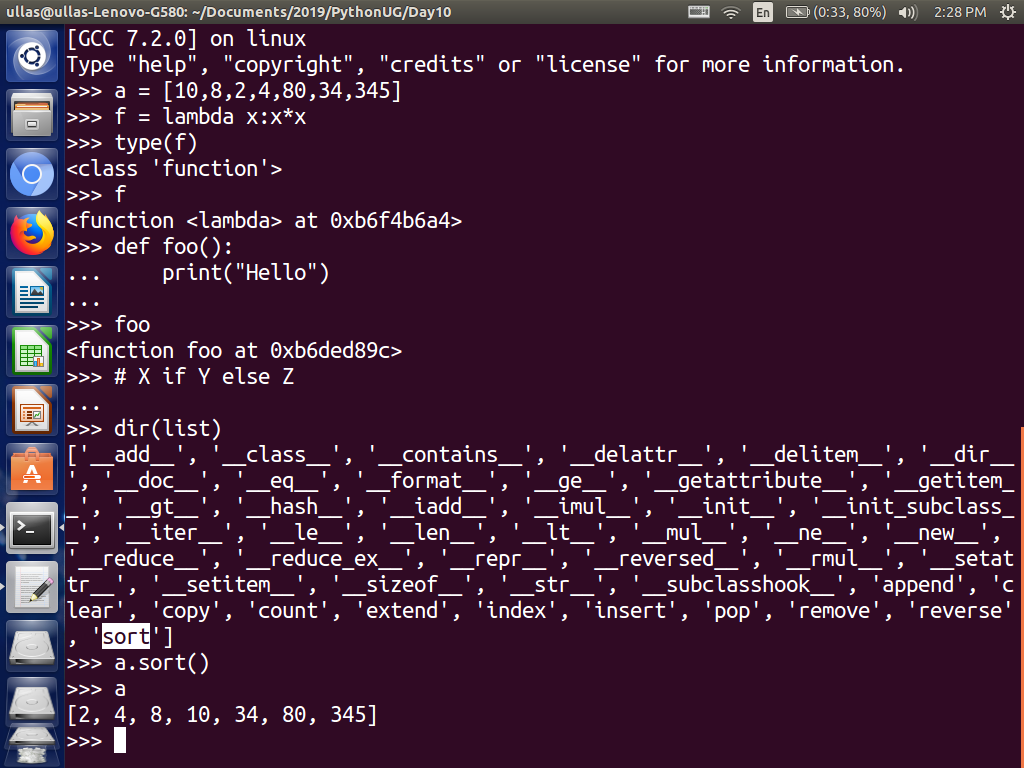 ullas@ullas-Lenovo-G580: ~/Documents/2019/PythonUG/Day10 En (0:33, 80%) 2:28 PM
[GCC 7.2.0] on linux
Type "help", "copyright", "credits" or "license" for more information.
>>> a = [10,8,2,4,80,34,345]
>>> f = lambda x:x*x
>>> type(f)
<class 'function'>
>>> f
<function <lambda> at 0xb6f4b6a4>
>>> def foo():
...     print("Hello")
...
>>> foo
<function foo at 0xb6ded89c>
>>> # X if Y else Z
...
>>> dir(list)
['__add__', '__class__', '__contains__', '__delattr__', '__delitem__', '__dir__
', '__doc__', '__eq__', '__format__', '__ge__', '__getattribute__', '__getitem_
_', '__gt__', '__hash__', '__iadd__', '__imul__', '__init__', '__init_subclass_
_', '__iter__', '__le__', '__len__', '__lt__', '__mul__', '__ne__', '__new__',
'__reduce__', '__reduce_ex__', '__repr__', '__reversed__', '__rmul__', '__setat
tr__', '__setitem__', '__sizeof__', '__str__', '__subclasshook__', 'append', 'c
lear', 'copy', 'count', 'extend', 'index', 'insert', 'pop', 'remove', 'reverse'
, 'sort']
>>> a.sort()
>>> a
[2, 4, 8, 10, 34, 80, 345]
>>>